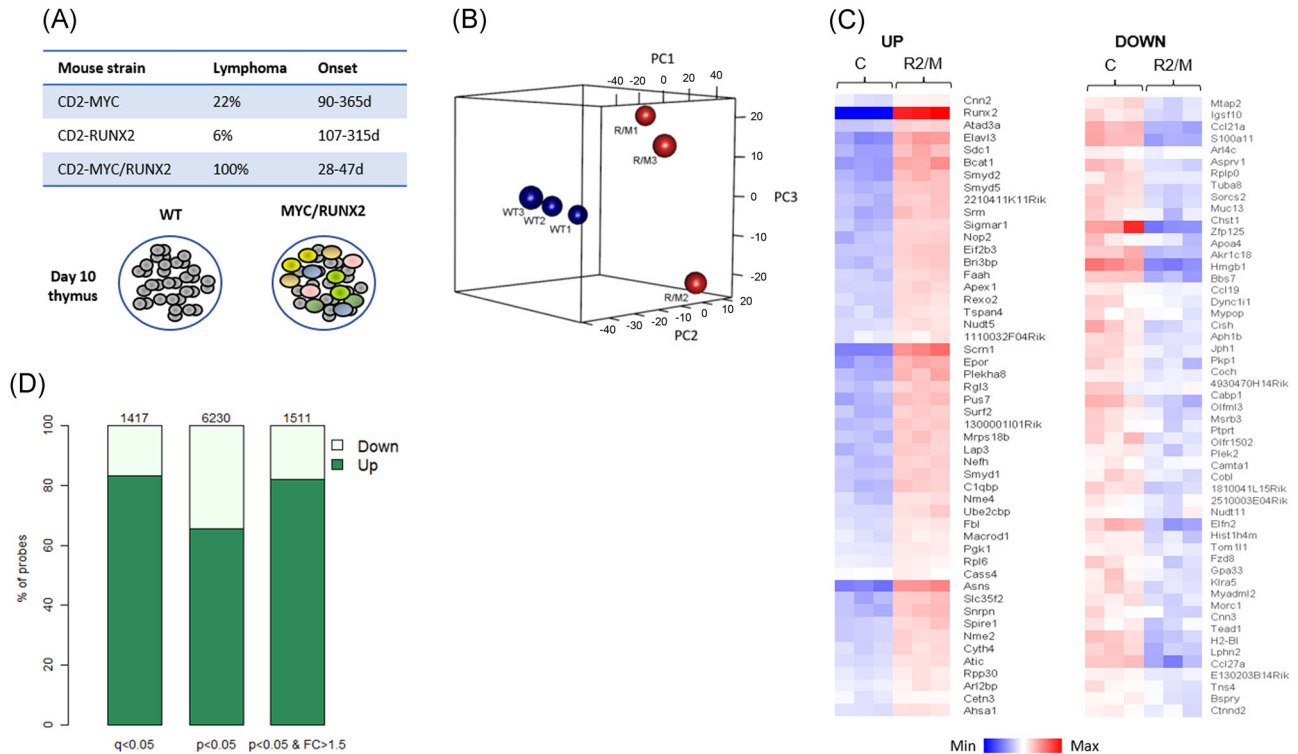 (A)
Mouse strain Lymphoma Onset
CD2-MYC 22% 90-365d
CD2-RUNX2 6% 107-315d
CD2-MYC/RUNX2 100% 28-47d
WT MYC/RUNX2
Day 10
thymus
(B)
PC1
-40 -20 0 20 40
R/M1
R/M3
WT3
WT2
WT1
R/M2
20
10
0
-10
-20
PC3
-40 -30 -20 -10 0 10 20
PC2
(C)
UP
C R2/M
Cnn2
Runx2
Atad3a
Elavl3
Sdc1
Bcat1
Smyd2
Smyd5
2210411K11Rik
Srm
Sigmar1
Nop2
Eif2b3
Bri3bp
Faah
Apex1
Rexo2
Tspan4
Nudt5
1110032F04Rik
Scrn1
Epor
Plekha8
Rgl3
Pus7
Surf2
1300001I01Rik
Mrps18b
Lap3
Nefh
Smyd1
C1qbp
Nme4
Ube2cbp
Fbl
Macrod1
Pgk1
Rpl6
Cass4
Asns
Slc35f2
Snrpn
Spire1
Nme2
Cyth4
Atic
Rpp30
Arl2bp
Cetn3
Ahsa1
DOWN
C R2/M
Mtap2
Igsf10
Ccl21a
S100a11
Arl4c
Asprv1
Rplp0
Tuba8
Sorcs2
Muc13
Chst1
Zfp125
Apoa4
Akr1c18
Hmgb1
Bbs7
Ccl19
Dync1i1
Mypop
Cish
Aph1b
Jph1
Pkp1
Coch
4930470H14Rik
Cabp1
Olfml3
Msrb3
Ptprt
Olfr1502
Plek2
Camta1
Cobl
1810041L15Rik
2510003E04Rik
Nudt11
Elfn2
Hist1h4m
Tom1l1
Fzd8
Gpa33
Klra5
Myadml2
Morc1
Cnn3
Tead1
H2-Bl
Lphn2
Ccl27a
E130203B14Rik
Tns4
Bspry
Ctnnd2
Min Max
(D)
1417 6230 1511
100
80
60
40
20
0
% of probes
Down
Up
q<0.05 p<0.05 p<0.05 & FC>1.5